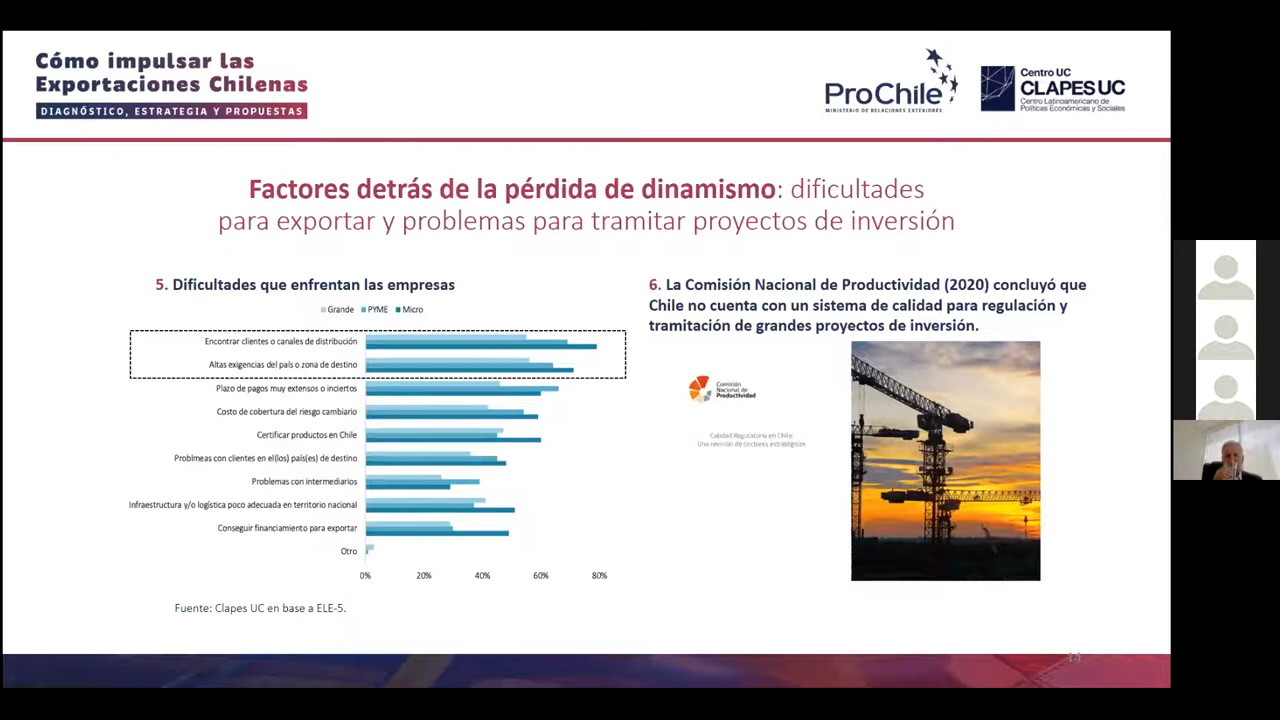 Cómo impulsar las
Exportaciones Chilenas
DIAGNÓSTICO, ESTRATEGIA Y PROPUESTAS
ProChile
MINISTERIO DE RELACIONES EXTERIORES
Centro UC
CLAPES UC
Centro Latinoamericano de
Políticas Económicas y Sociales
Factores detrás de la pérdida de dinamismo: dificultades
para exportar y problemas para tramitar proyectos de inversión
5. Dificultades que enfrentan las empresas
Grande PYME Micro
Encontrar clientes o canales de distribución
Altas exigencias del país o zona de destino
Plazo de pagos muy extensos o inciertos
Costo de cobertura del riesgo cambiario
Certificar productos en Chile
Problmeas con clientes en el(los) país(es) de destino
Problemas con intermediarios
Infraestructura y/o logística poco adecuada en territorio nacional
Conseguir financiamiento para exportar
Otro
0% 20% 40% 60% 80%
Fuente: Clapes UC en base a ELE-5.
6. La Comisión Nacional de Productividad (2020) concluyó que
Chile no cuenta con un sistema de calidad para regulación y
tramitación de grandes proyectos de inversión.
Comisión
Nacional de
Productividad
Calidad Regulatoria en Chile:
Una revisión de sectores estratégicos
14